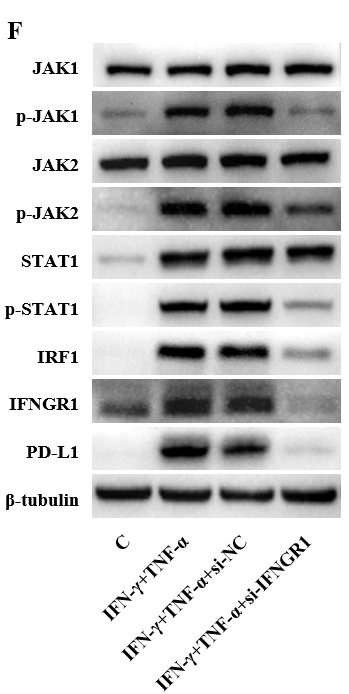 F
JAK1
p-JAK1
JAK2
p-JAK2
STAT1
p-STAT1
IRF1
IFNGR1
PD-L1
β-tubulin
C
IFN-γ+TNF-α
IFN-γ+TNF-α+si-NC
IFN-γ+TNF-α+si-IFNGR1